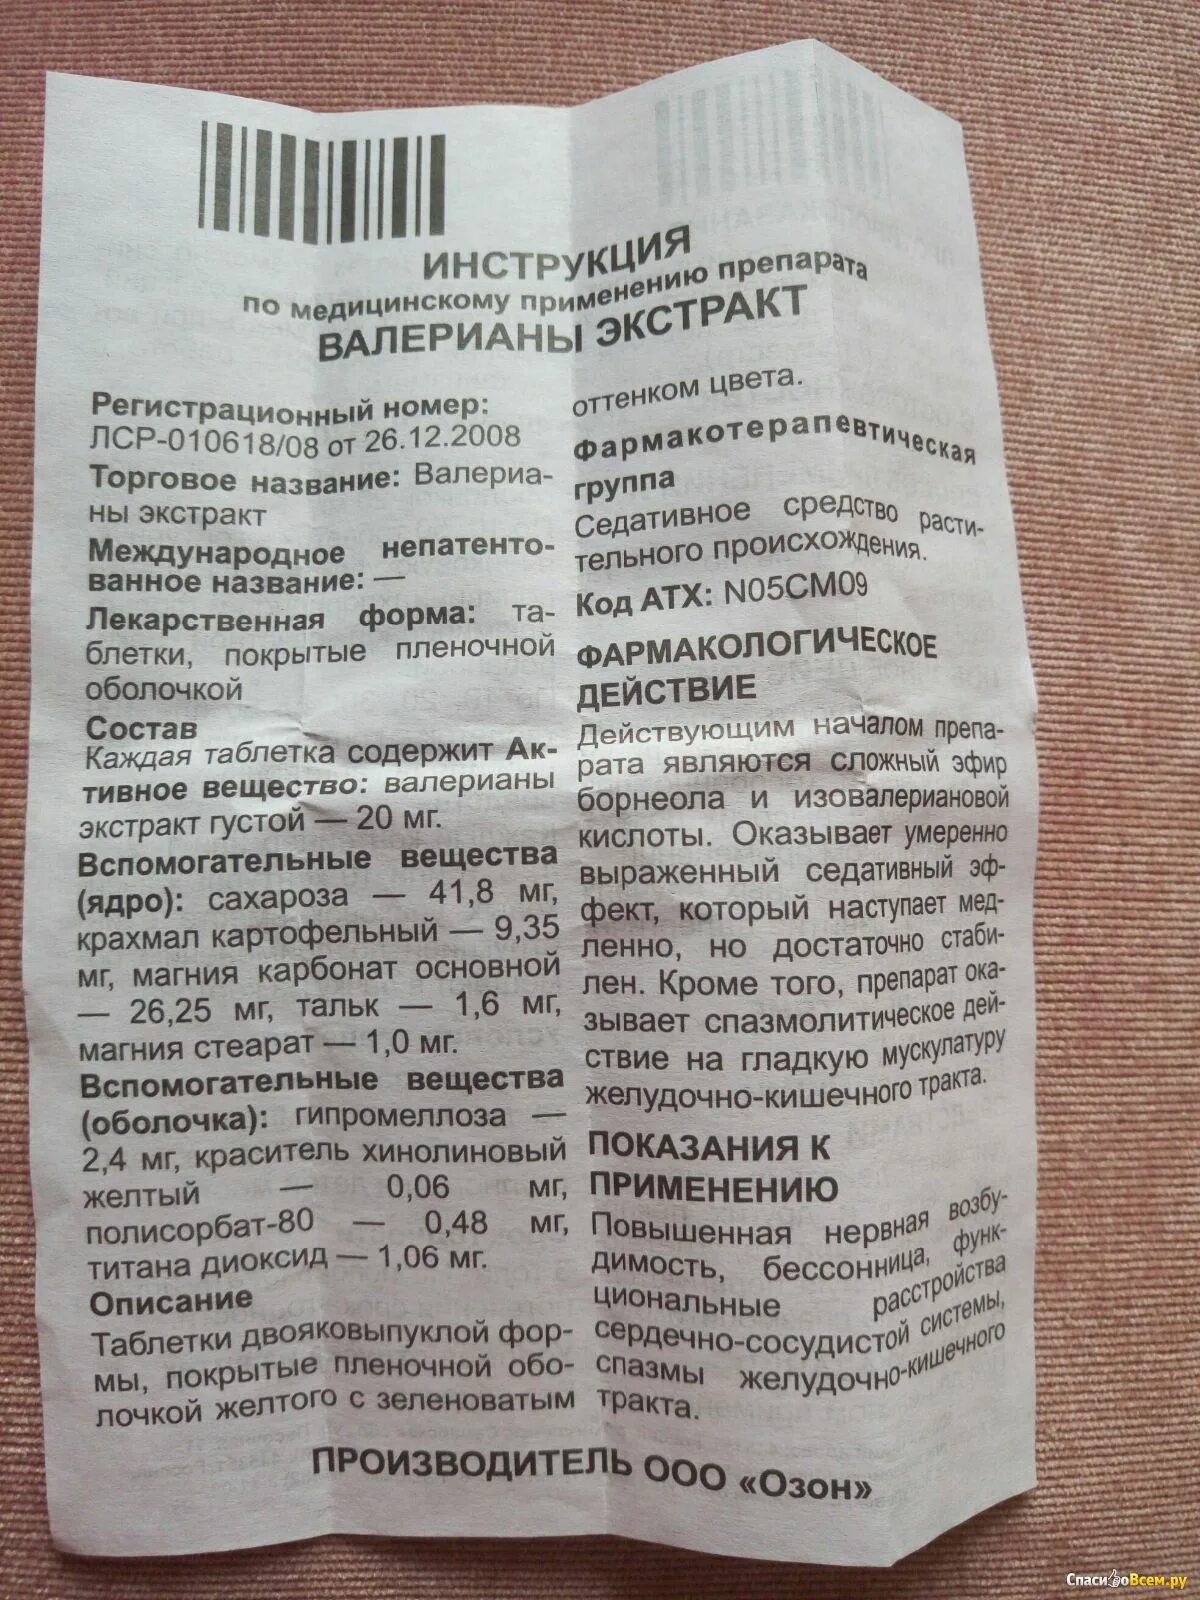 ИНСТРУКЦИЯ
по медицинскому применению препарата
ВАЛЕРИАНЫ ЭКСТРАКТ
Регистрационный номер:
ЛСР-010618/08 от 26.12.2008
Торговое название: Валериа-
ны экстракт
Международное непатенто-
ванное название: —
Лекарственная форма: та-
блетки, покрытые пленочной
оболочкой
Состав
Каждая таблетка содержит Ак-
тивное вещество: валерианы
экстракт густой — 20 мг.
Вспомогательные вещества
(ядро): сахароза — 41,8 мг,
крахмал картофельный — 9,35
мг, магния карбонат основной
— 26,25 мг, тальк — 1,6 мг,
магния стеарат — 1,0 мг.
Вспомогательные вещества
(оболочка): гипромеллоза —
2,4 мг, краситель хинолиновый
желтый — 0,06 мг,
полисорбат-80 — 0,48 мг,
титана диоксид — 1,06 мг.
Описание
Таблетки двояковыпуклой фор-
мы, покрытые пленочной обо-
лочкой желтого с зеленоватым
оттенком цвета.
Фармакотерапевтическая
группа
Седативное средство расти-
тельного происхождения.
Код АТХ: N05CM09
ФАРМАКОЛОГИЧЕСКОЕ
ДЕЙСТВИЕ
Действующим началом препа-
рата являются сложный эфир
борнеола и изовалериановой
кислоты. Оказывает умеренно
выраженный седативный эф-
фект, который наступает мед-
ленно, но достаточно стаби-
лен. Кроме того, препарат ока-
зывает спазмолитическое дей-
ствие на гладкую мускулатуру
желудочно-кишечного тракта.
ПОКАЗАНИЯ К
ПРИМЕНЕНИЮ
Повышенная нервная возбу-
димость, бессонница, функ-
циональные расстройства
сердечно-сосудистой системы,
спазмы желудочно-кишечного
тракта.
ПРОИЗВОДИТЕЛЬ ООО «Озон»
СпасибоВсем.ру